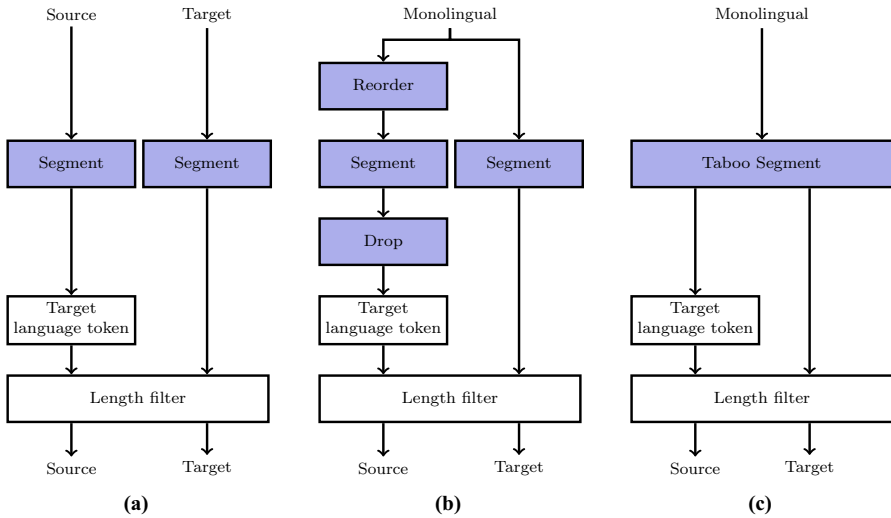 Source
Target
Segment
Segment
Target
language token
Length filter
Source
Target
(a)
Monolingual
Reorder
Segment
Segment
Drop
Target
language token
Length filter
Source
Target
(b)
Monolingual
Taboo Segment
Target
language token
Length filter
Source
Target
(c)